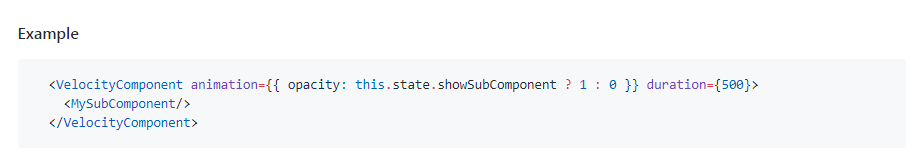 Example
<VelocityComponent animation={{ opacity: this.state.showSubComponent ? 1 : 0 }} duration={500}>
<MySubComponent/>
</VelocityComponent>